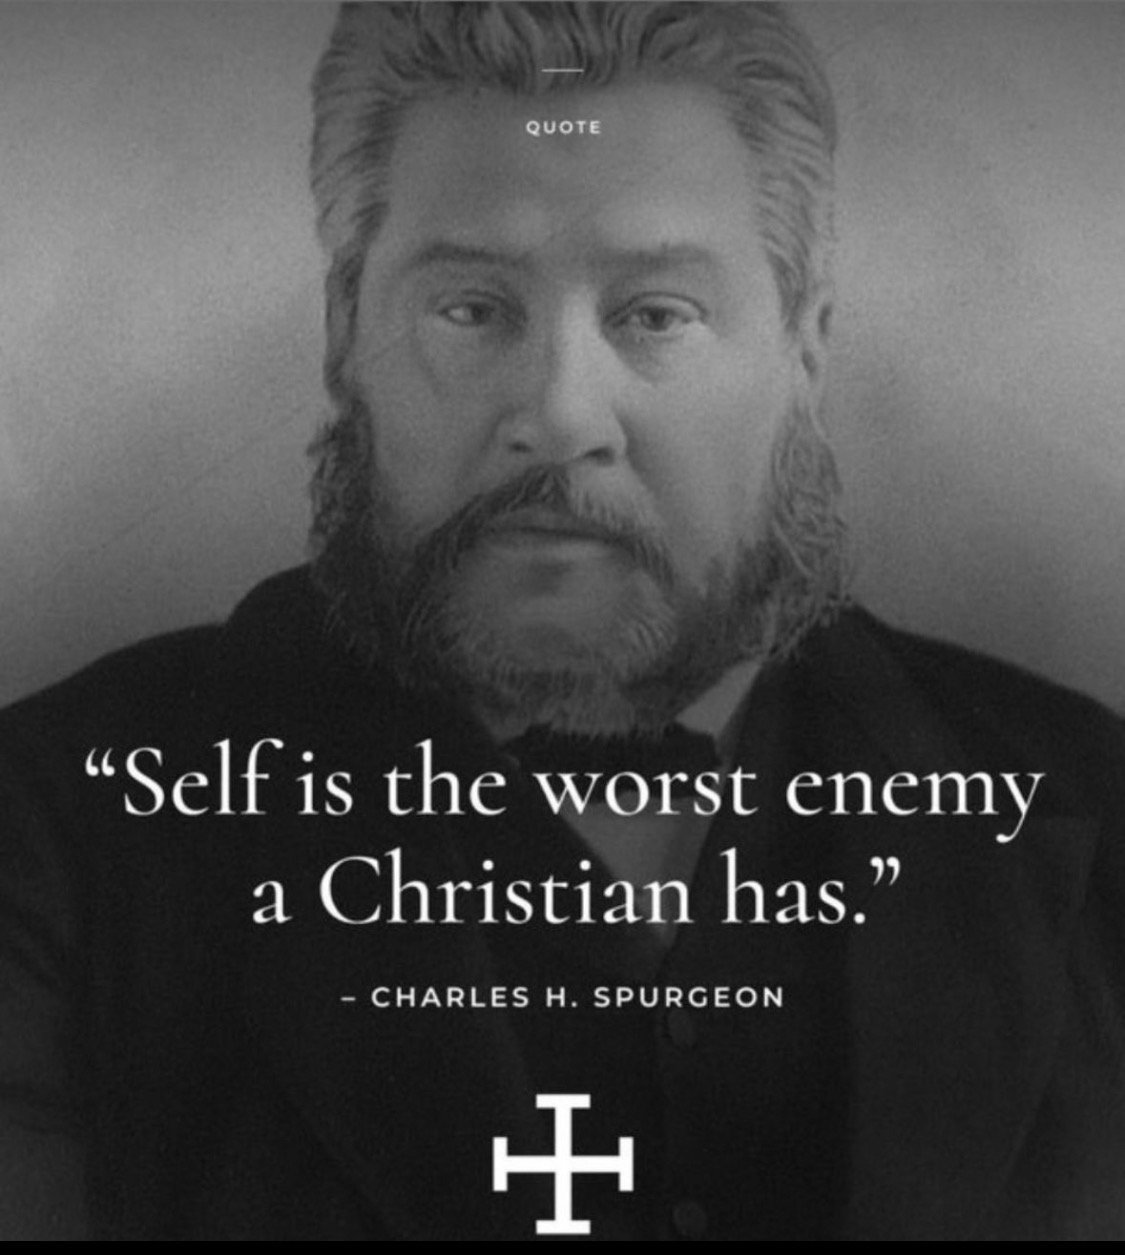 QUOTE
“Self is the worst enemy
a Christian has.”
– CHARLES H. SPURGEON